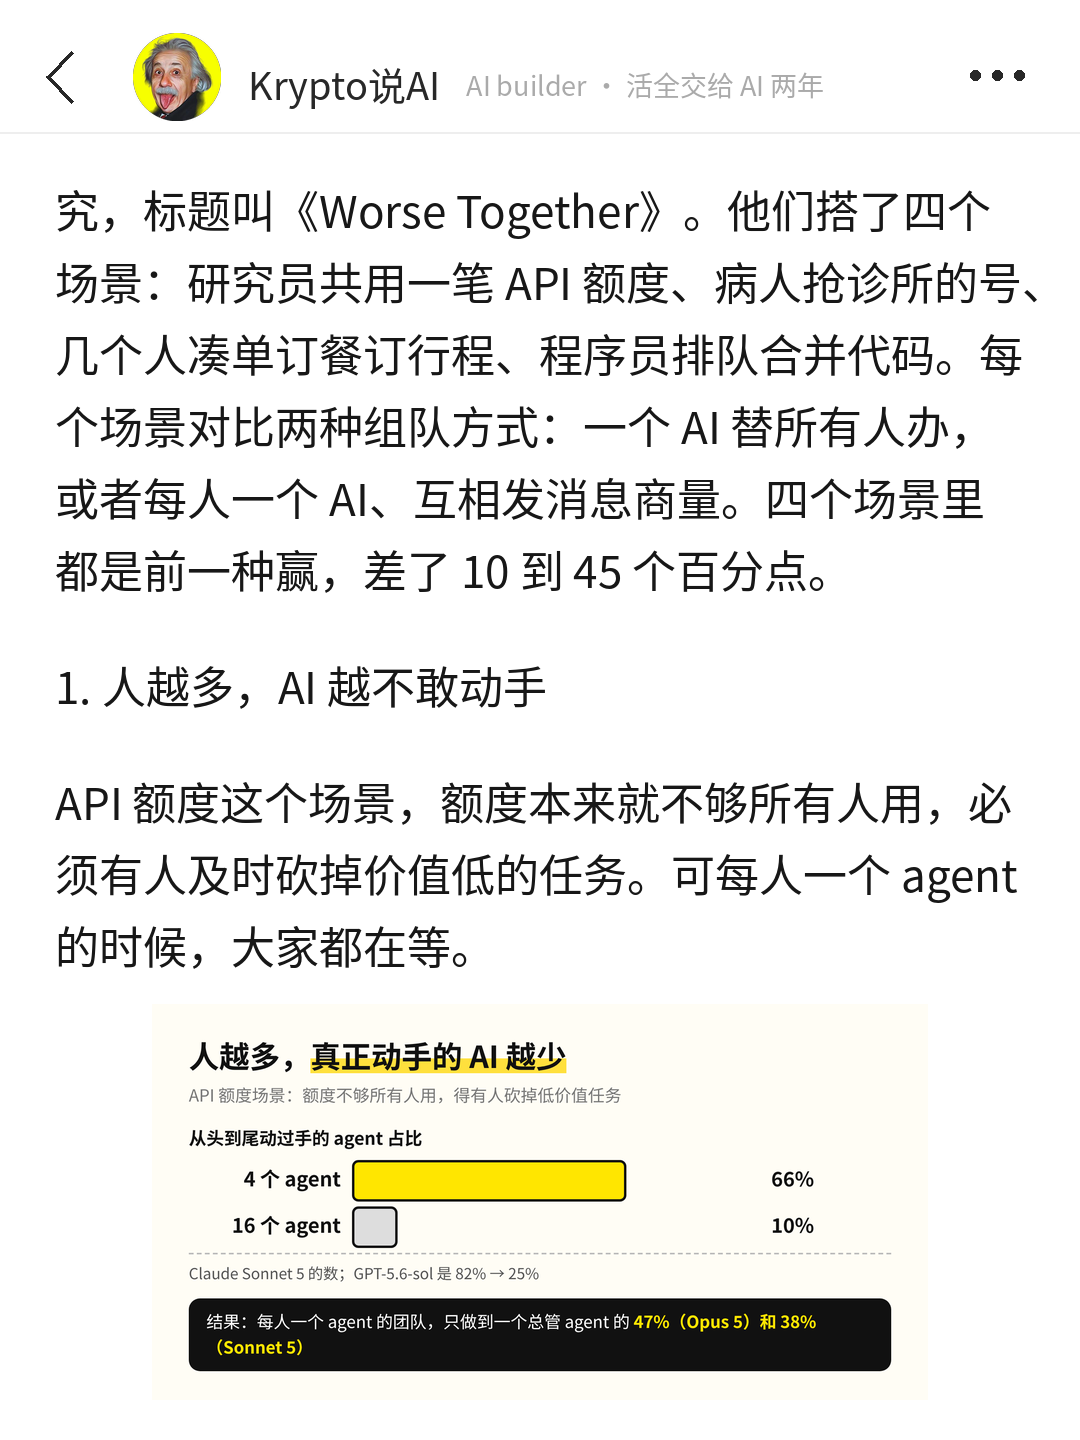 Krypto说AI AI builder · 活全交给 AI 两年
究，标题叫《Worse Together》。他们搭了四个
场景：研究员共用一笔 API 额度、病人抢诊所的号、
几个人凑单订餐订行程、程序员排队合并代码。每
个场景对比两种组队方式：一个 AI 替所有人办，
或者每人一个 AI、互相发消息商量。四个场景里
都是前一种赢，差了 10 到 45 个百分点。
1. 人越多，AI 越不敢动手
API 额度这个场景，额度本来就不够所有人用，必
须有人及时砍掉价值低的任务。可每人一个 agent
的时候，大家都在等。
人越多，真正动手的 AI 越少
API 额度场景：额度不够所有人用，得有人砍掉低价值任务
从头到尾动过手的 agent 占比
4 个 agent 66%
16 个 agent 10%
Claude Sonnet 5 的数；GPT-5.6-sol 是 82% → 25%
结果：每人一个 agent 的团队，只做到一个总管 agent 的 47%（Opus 5）和 38%
（Sonnet 5）